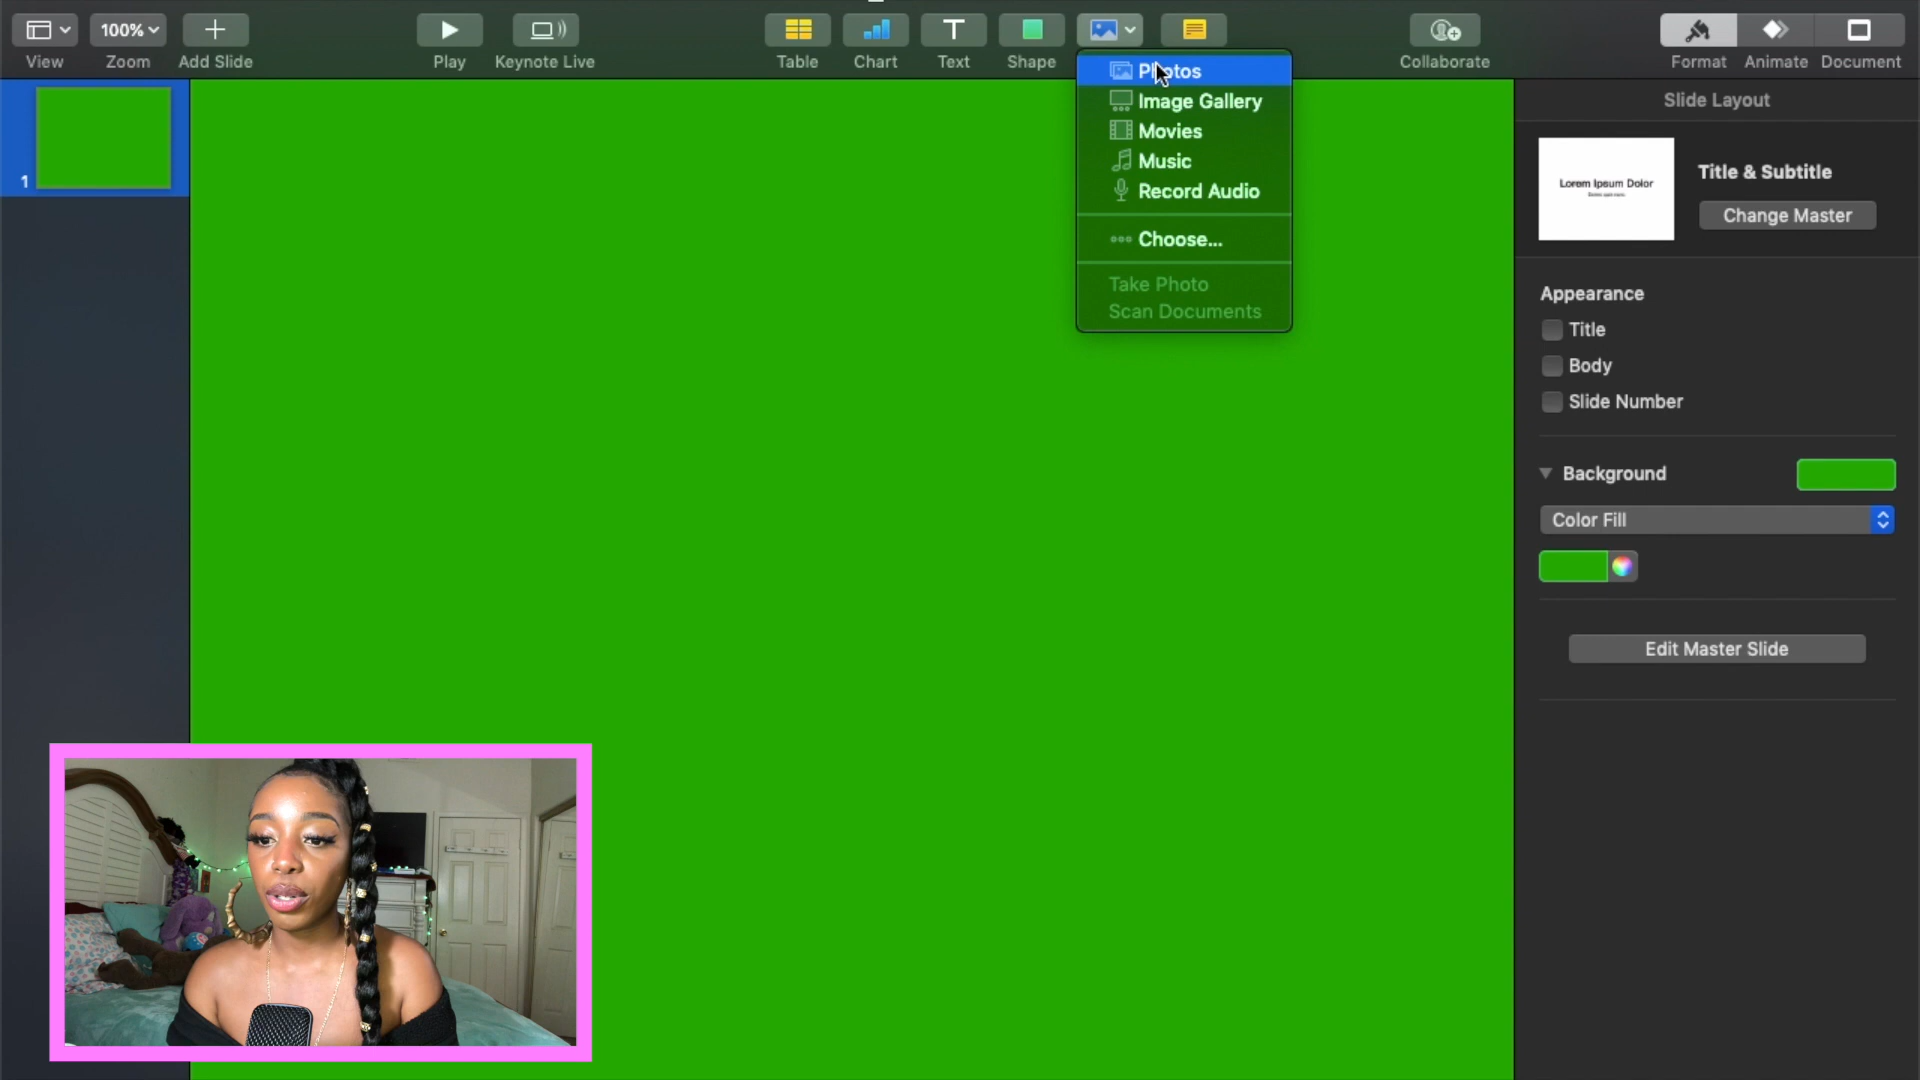 100%
View
Zoom
Add Slide
Play
Keynote Live
Table
Chart
Text
Shape
Collaborate
Format
Animate
Document
Photos
Image Gallery
Movies
Music
Record Audio
Choose...
Take Photo
Scan Documents
1
Slide Layout
Lorem Ipsum Dolor
Title & Subtitle
Change Master
Appearance
Title
Body
Slide Number
Background
Color Fill
Edit Master Slide